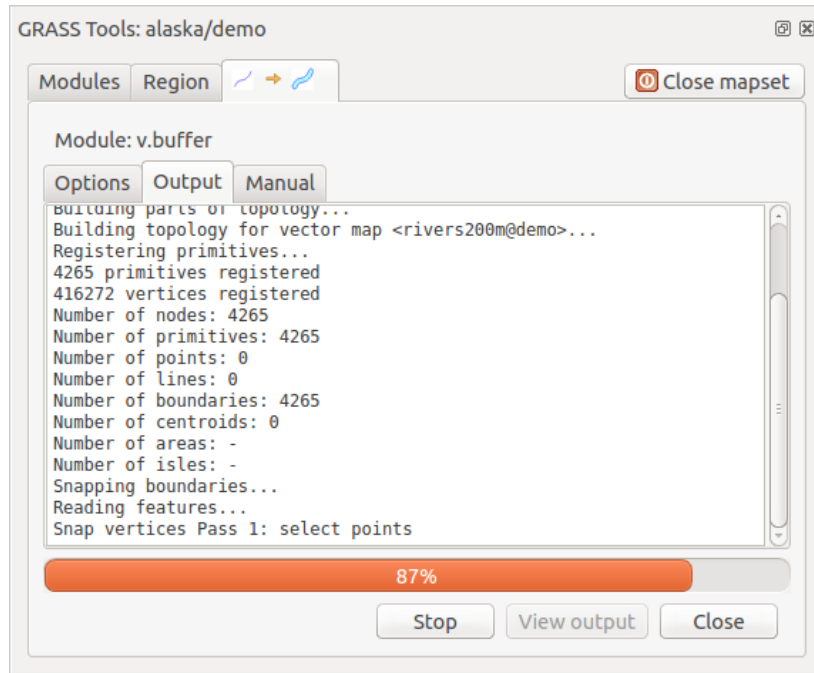 GRASS Tools: alaska/demo
Modules Region Close mapset
Module: v.buffer
Options Output Manual
Building parts of topology...
Building topology for vector map <rivers200m@demo>...
Registering primitives...
4265 primitives registered
416272 vertices registered
Number of nodes: 4265
Number of primitives: 4265
Number of points: 0
Number of lines: 0
Number of boundaries: 4265
Number of centroids: 0
Number of areas: -
Number of isles: -
Snapping boundaries...
Reading features...
Snap vertices Pass 1: select points
87%
Stop View output Close